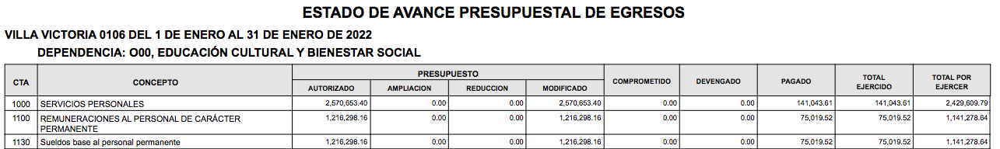 ESTADO DE AVANCE PRESUPUESTAL DE EGRESOS
VILLA VICTORIA 0106 DEL 1 DE ENERO AL 31 DE ENERO DE 2022
DEPENDENCIA: O00, EDUCACIÓN CULTURAL Y BIENESTAR SOCIAL
CTA CONCEPTO PRESUPUESTO COMPROMETIDO DEVENGADO PAGADO TOTAL EJERCIDO TOTAL POR EJERCER
AUTORIZADO AMPLIACION REDUCCION MODIFICADO
1000 SERVICIOS PERSONALES 2,570,653.40 0.00 0.00 2,570,653.40 0.00 0.00 141,043.61 141,043.61 2,429,609.79
1100 REMUNERACIONES AL PERSONAL DE CARÁCTER 1,216,298.16 0.00 0.00 1,216,298.16 0.00 0.00 75,019.52 75,019.52 1,141,278.64
PERMANENTE
1130 Sueldos base al personal permanente 1,216,298.16 0.00 0.00 1,216,298.16 0.00 0.00 75,019.52 75,019.52 1,141,278.64